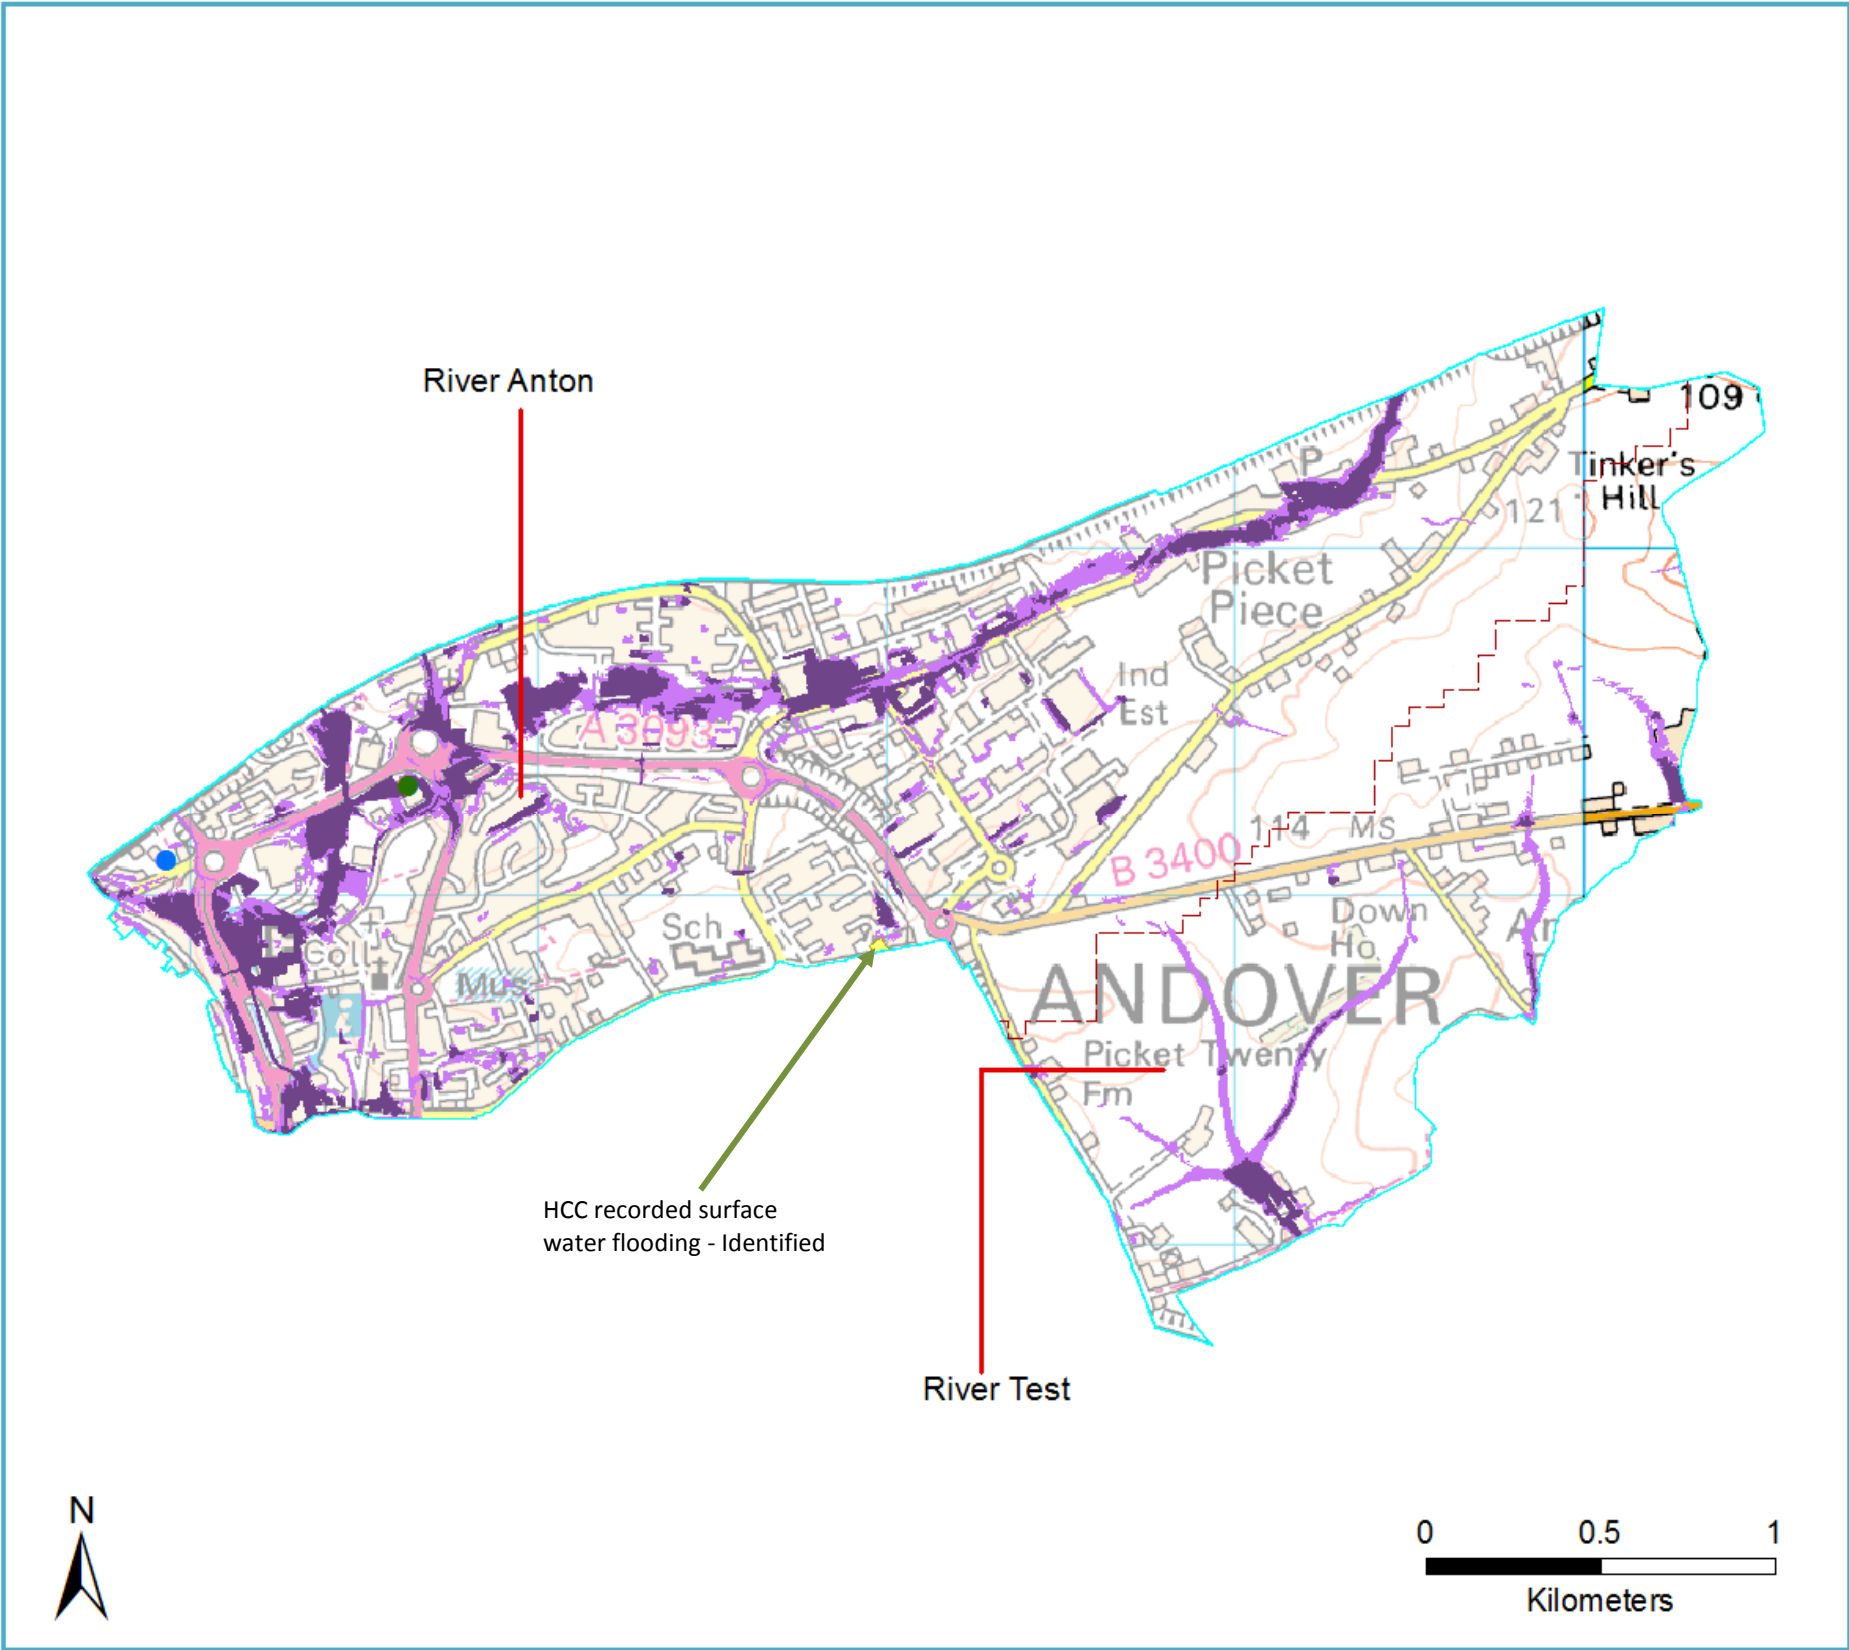 River Anton
109
Tinker's
Hill
P
121
Picket
Piece
Ind
Est
A 3093
114 MS
B 3400
Down
Ho
Sch
Coll
Mus
ANDOVER
Picket Twenty
Fm
HCC recorded surface
water flooding - Identified
River Test
N
0 0.5 1
Kilometers